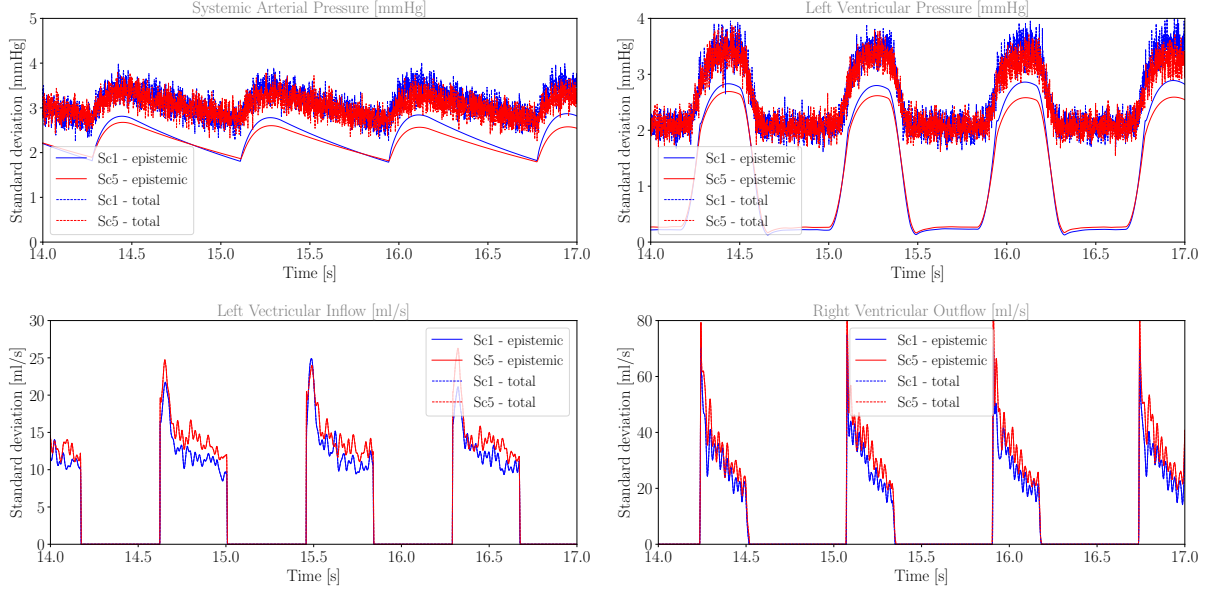 Systemic Arterial Pressure [mmHg]
Standard deviation [mmHg]
5
4
3
2
1
0
Sc1 - epistemic
Sc5 - epistemic
Sc1 - total
Sc5 - total
14.0 14.5 15.0 15.5 16.0 16.5 17.0
Time [s]
Left Ventricular Pressure [mmHg]
Standard deviation [mmHg]
4
3
2
1
0
Sc1 - epistemic
Sc5 - epistemic
Sc1 - total
Sc5 - total
14.0 14.5 15.0 15.5 16.0 16.5 17.0
Time [s]
Left Vectricular Inflow [ml/s]
Standard deviation [ml/s]
30
25
20
15
10
5
0
Sc1 - epistemic
Sc5 - epistemic
Sc1 - total
Sc5 - total
14.0 14.5 15.0 15.5 16.0 16.5 17.0
Time [s]
Right Ventricular Outflow [ml/s]
Standard deviation [ml/s]
80
60
40
20
0
Sc1 - epistemic
Sc5 - epistemic
Sc1 - total
Sc5 - total
14.0 14.5 15.0 15.5 16.0 16.5 17.0
Time [s]